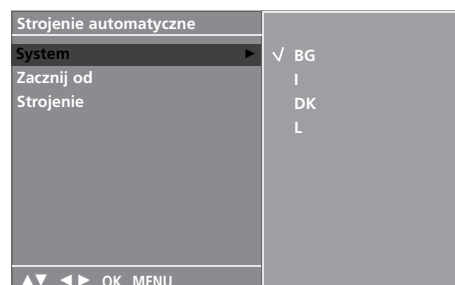 Strojenie automatyczne
System ►
Zacznij od
Strojenie
√ BG
I
DK
L
▲▼ ◄► OK MENU